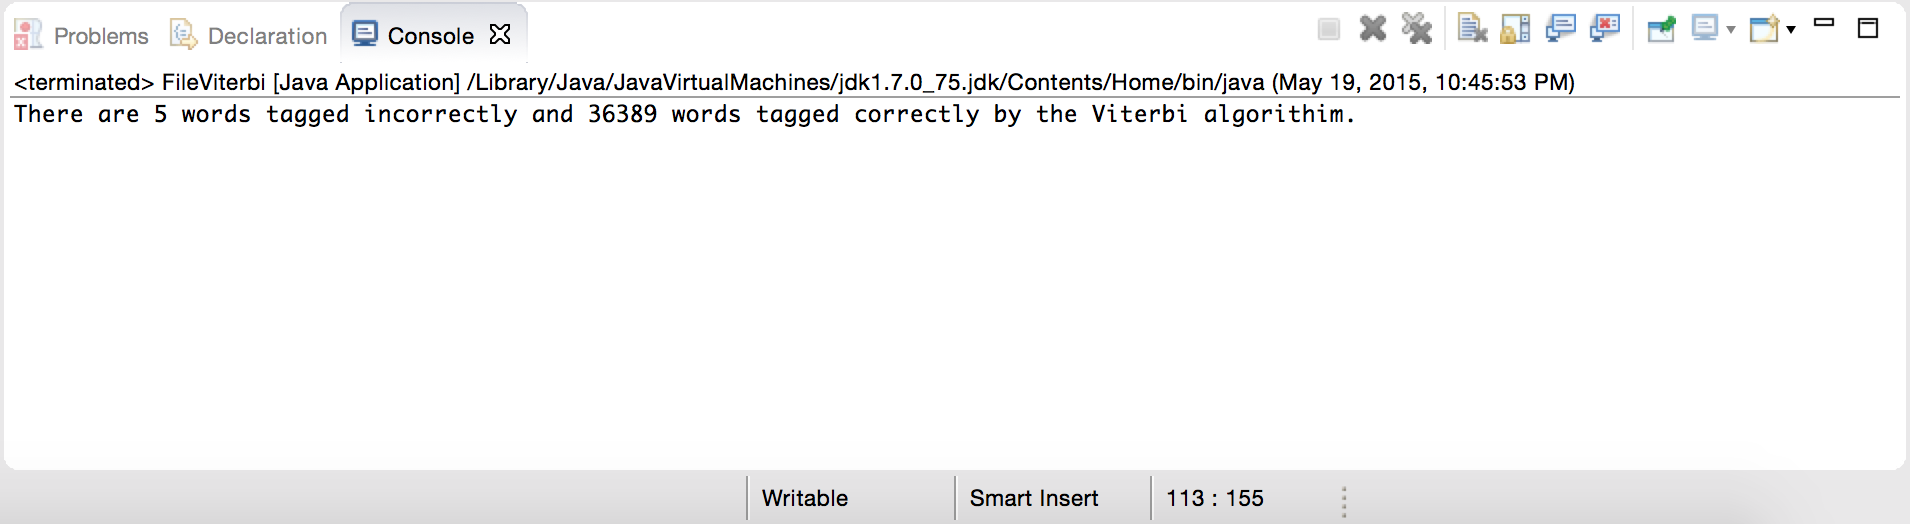 Problems Declaration Console
<terminated> FileViterbi [Java Application] /Library/Java/JavaVirtualMachines/jdk1.7.0_75.jdk/Contents/Home/bin/java (May 19, 2015, 10:45:53 PM)
There are 5 words tagged incorrectly and 36389 words tagged correctly by the Viterbi algorithim.
Writable Smart Insert 113 : 155